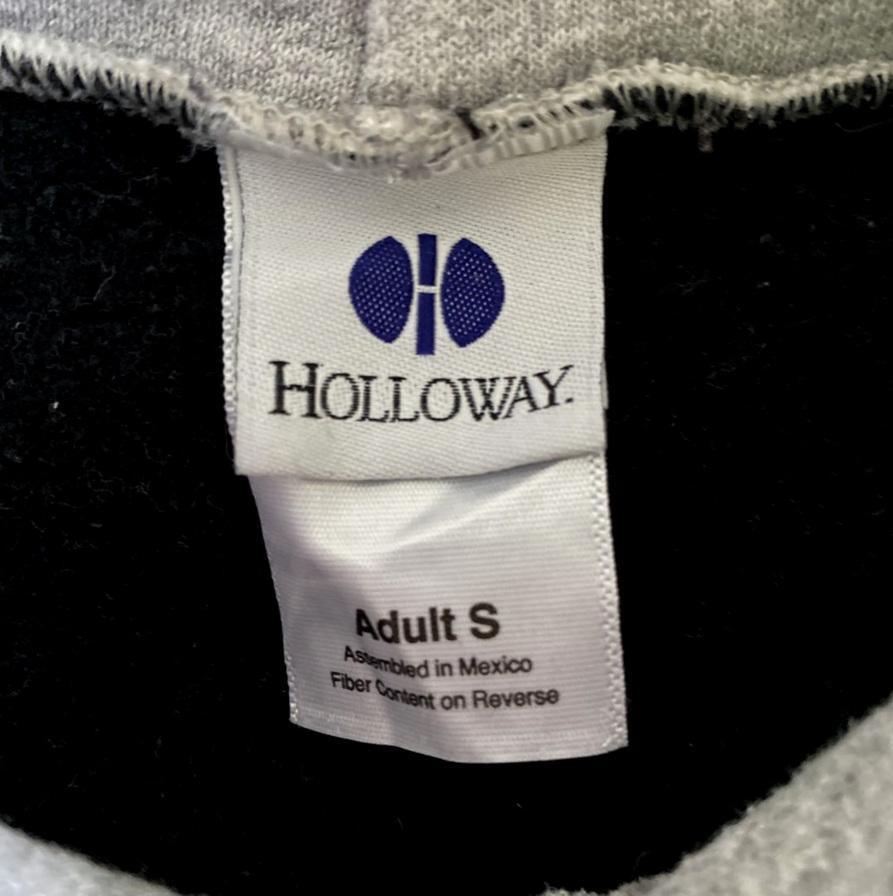 HOLLOWAY.
Adult S
Assembled in Mexico
Fiber Content on Reverse